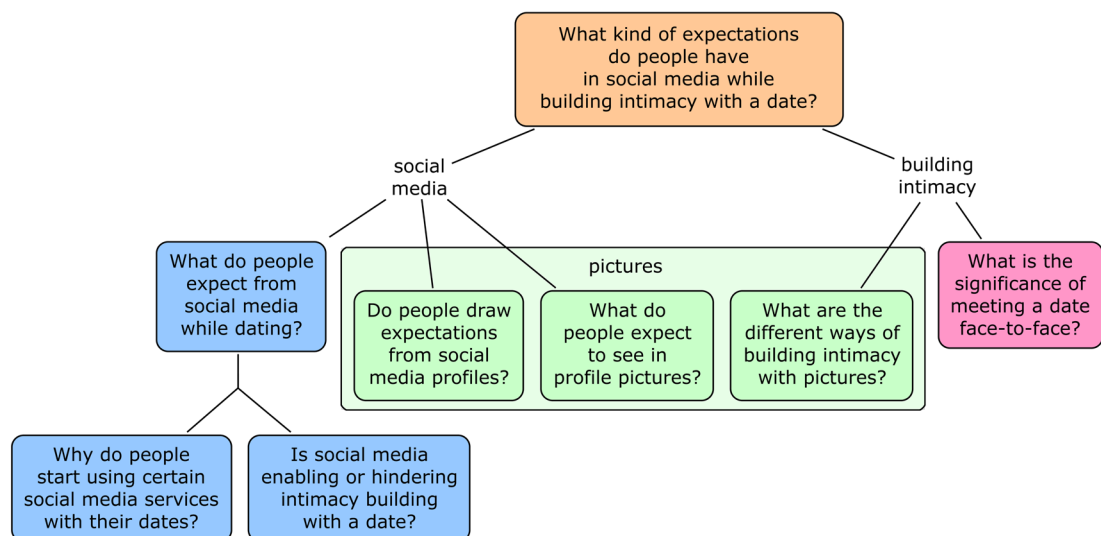 What kind of expectations
do people have
in social media while
building intimacy with a date?
social
media
building
intimacy
What do people
expect from
social media
while dating?
pictures
Do people draw
expectations
from social
media profiles?
What do
people expect
to see in
profile pictures?
What are the
different ways of
building intimacy
with pictures?
What is the
significance of
meeting a date
face-to-face?
Why do people
start using certain
social media services
with their dates?
Is social media
enabling or hindering
intimacy building
with a date?